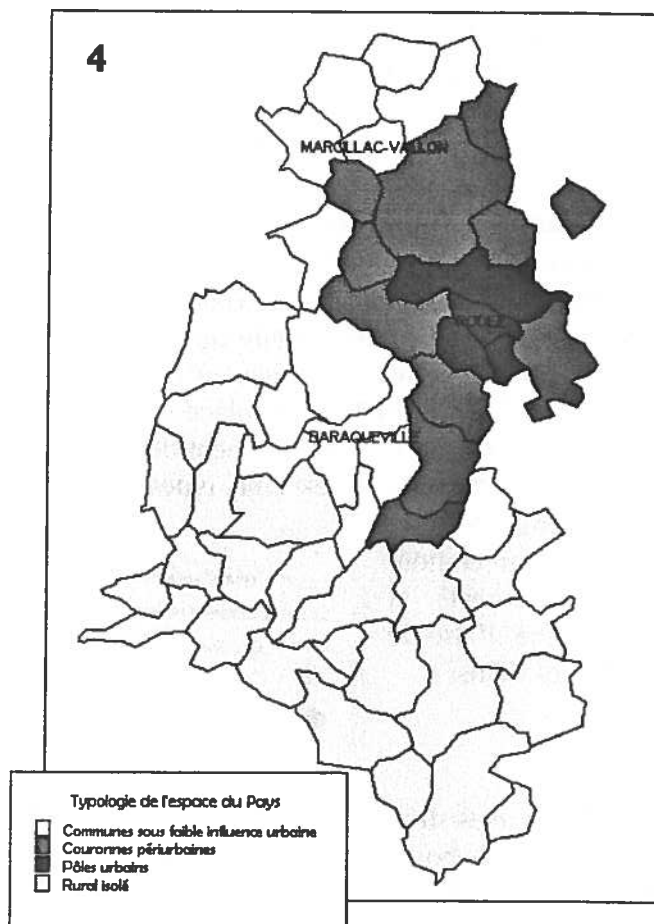 4
MARCILLAC-VALLON
RODEZ
BARAQUEVILLE
Typologie de l'espace du Pays
Communes sous faible influence urbaine
Couronnes périurbaines
Pôles urbains
Rural isolé